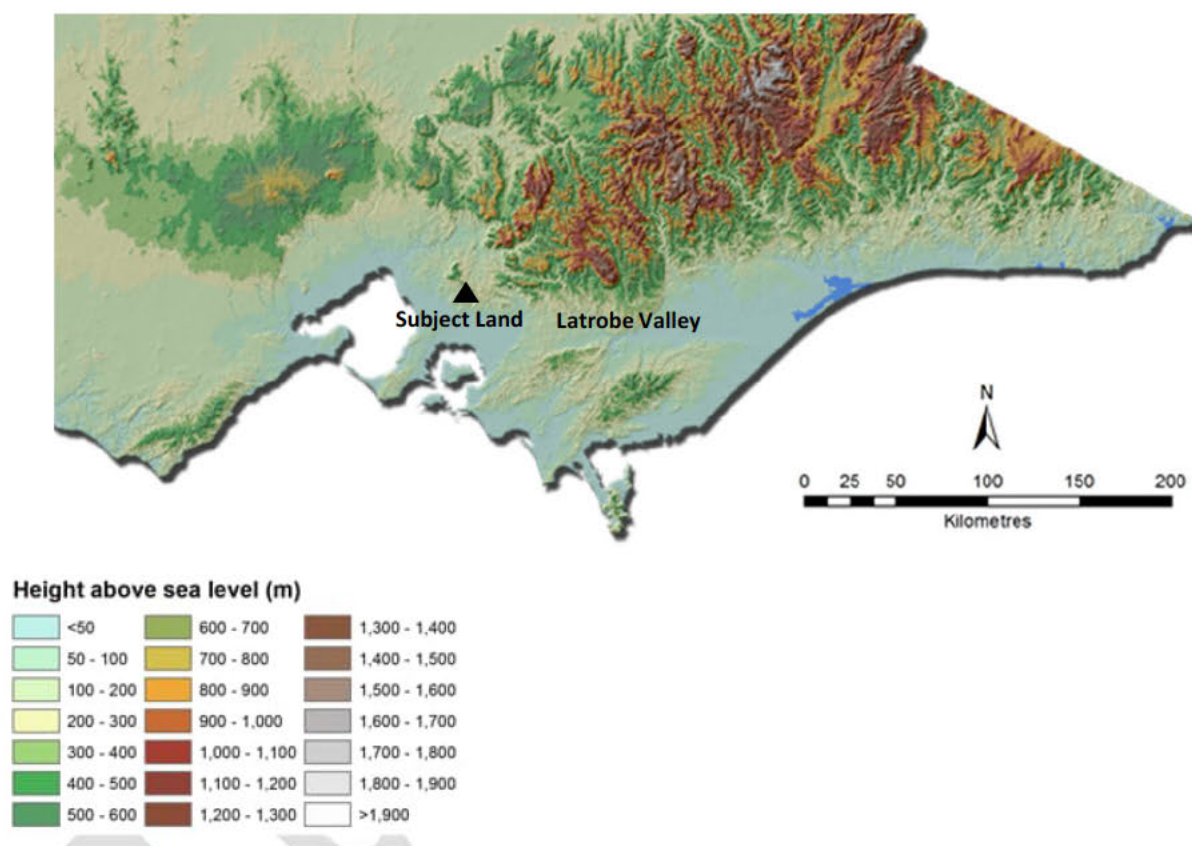 Subject Land
Latrobe Valley
N
0 25 50 100 150 200
Kilometres
Height above sea level (m)
<50
50 - 100
100 - 200
200 - 300
300 - 400
400 - 500
500 - 600
600 - 700
700 - 800
800 - 900
900 - 1,000
1,000 - 1,100
1,100 - 1,200
1,200 - 1,300
1,300 - 1,400
1,400 - 1,500
1,500 - 1,600
1,600 - 1,700
1,700 - 1,800
1,800 - 1,900
>1,900